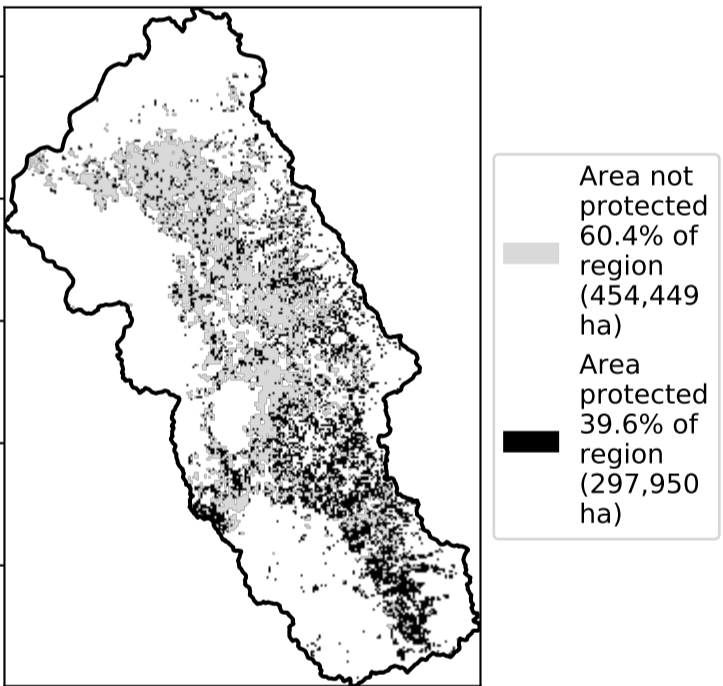 Area not
protected
60.4% of
region
(454,449
ha)
Area
protected
39.6% of
region
(297,950
ha)